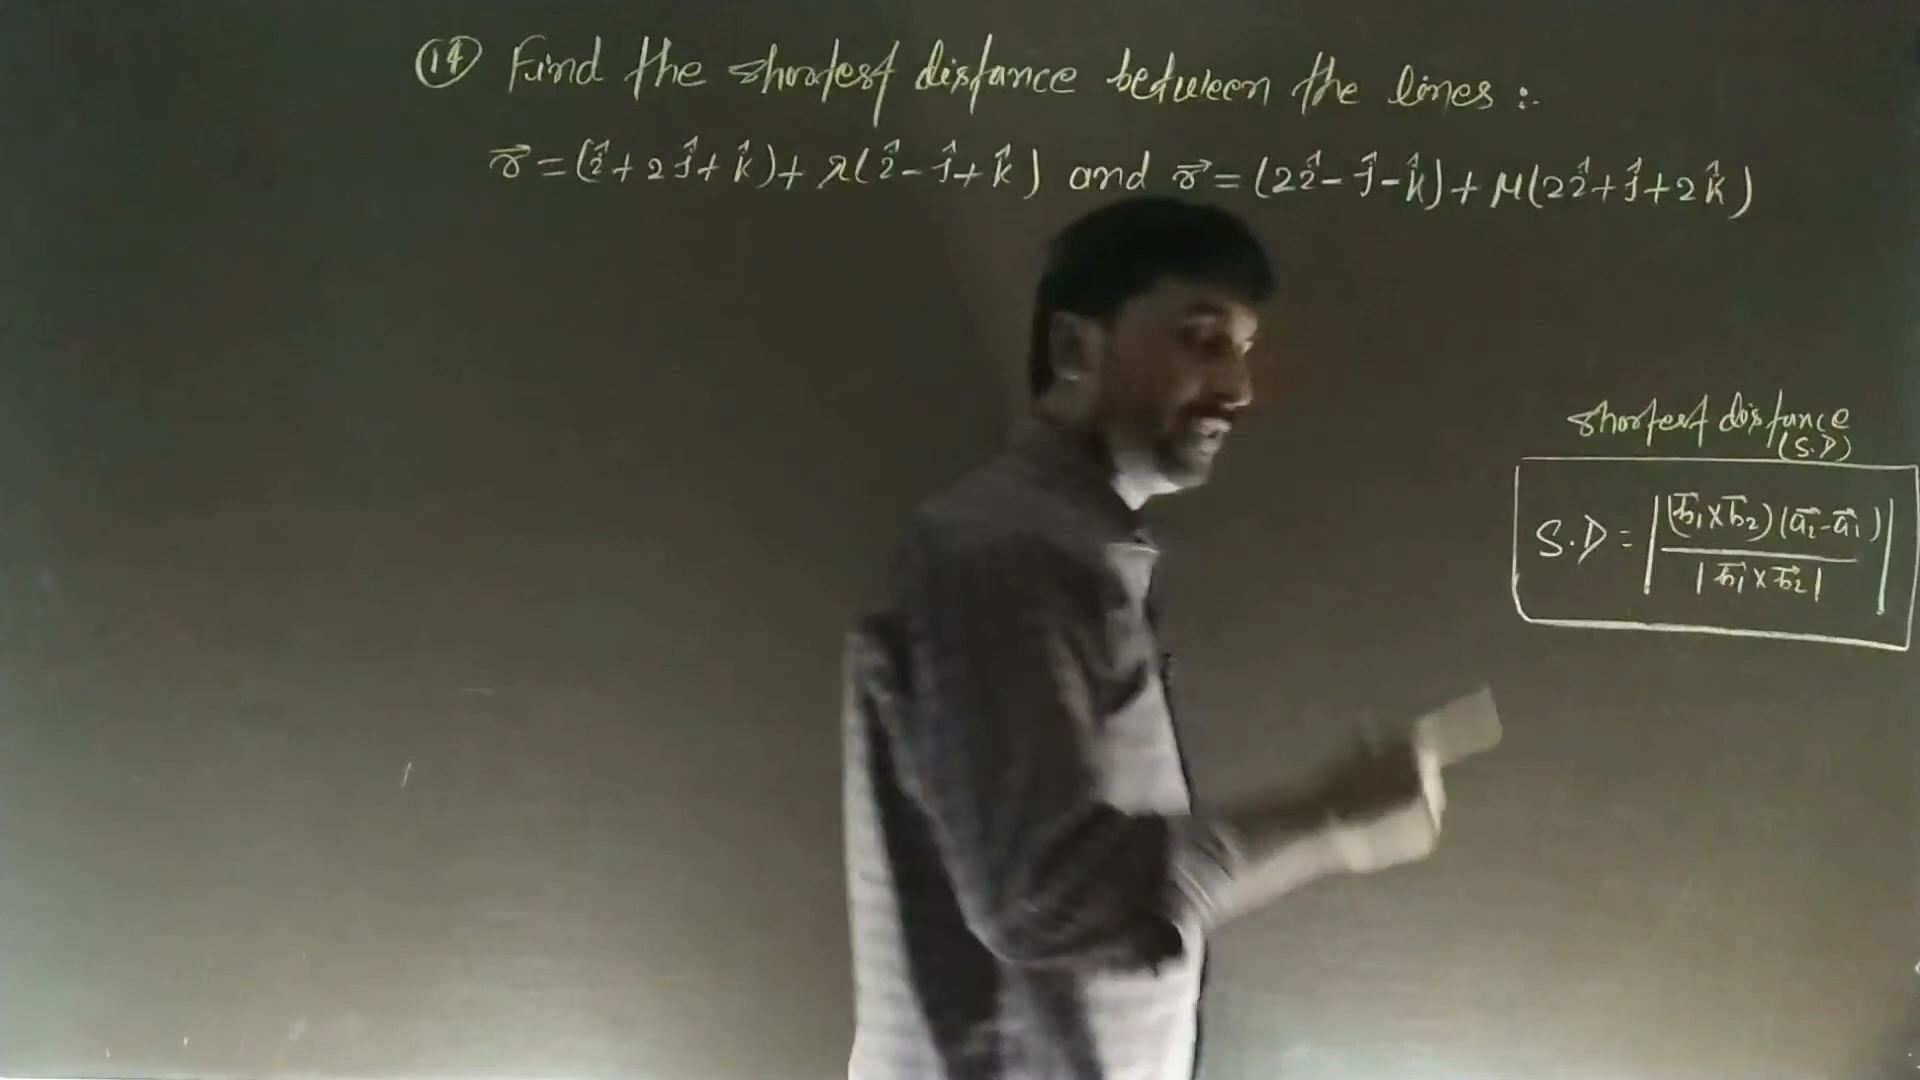 (14) Find the shortest distance between the lines :.
r⃗ = (î + 2ĵ + k̂) + λ(î - ĵ + k̂) and r⃗ = (2î - ĵ - k̂) + μ(2î + ĵ + 2k̂)
shortest distance
(S.D)
S.D = | (b⃗₁ × b⃗₂) (a⃗₂ - a⃗₁) / |b⃗₁ × b⃗₂| |